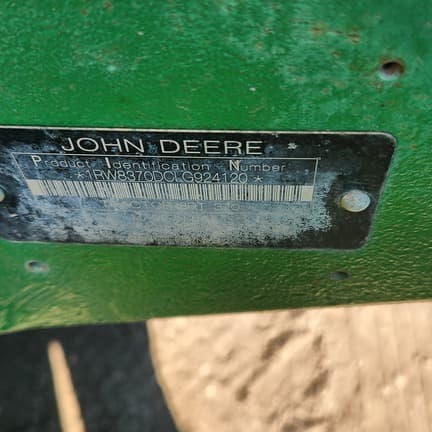 JOHN DEERE
Product Identification Number
*1RW8370DCLG924120*